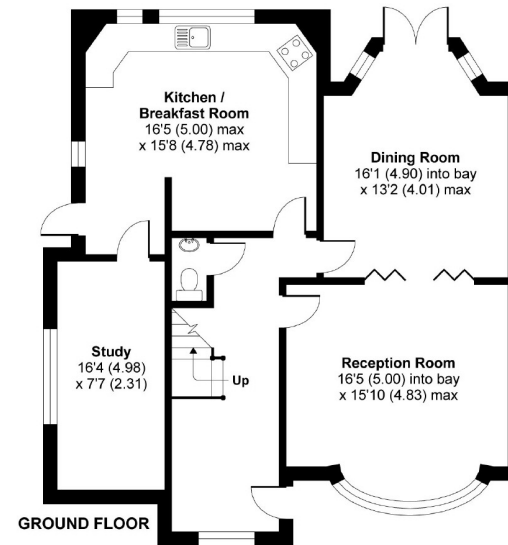 Kitchen /
Breakfast Room
16'5 (5.00) max
x 15'8 (4.78) max
Dining Room
16'1 (4.90) into bay
x 13'2 (4.01) max
Study
16'4 (4.98)
x 7'7 (2.31)
Up
Reception Room
16'5 (5.00) into bay
x 15'10 (4.83) max
GROUND FLOOR